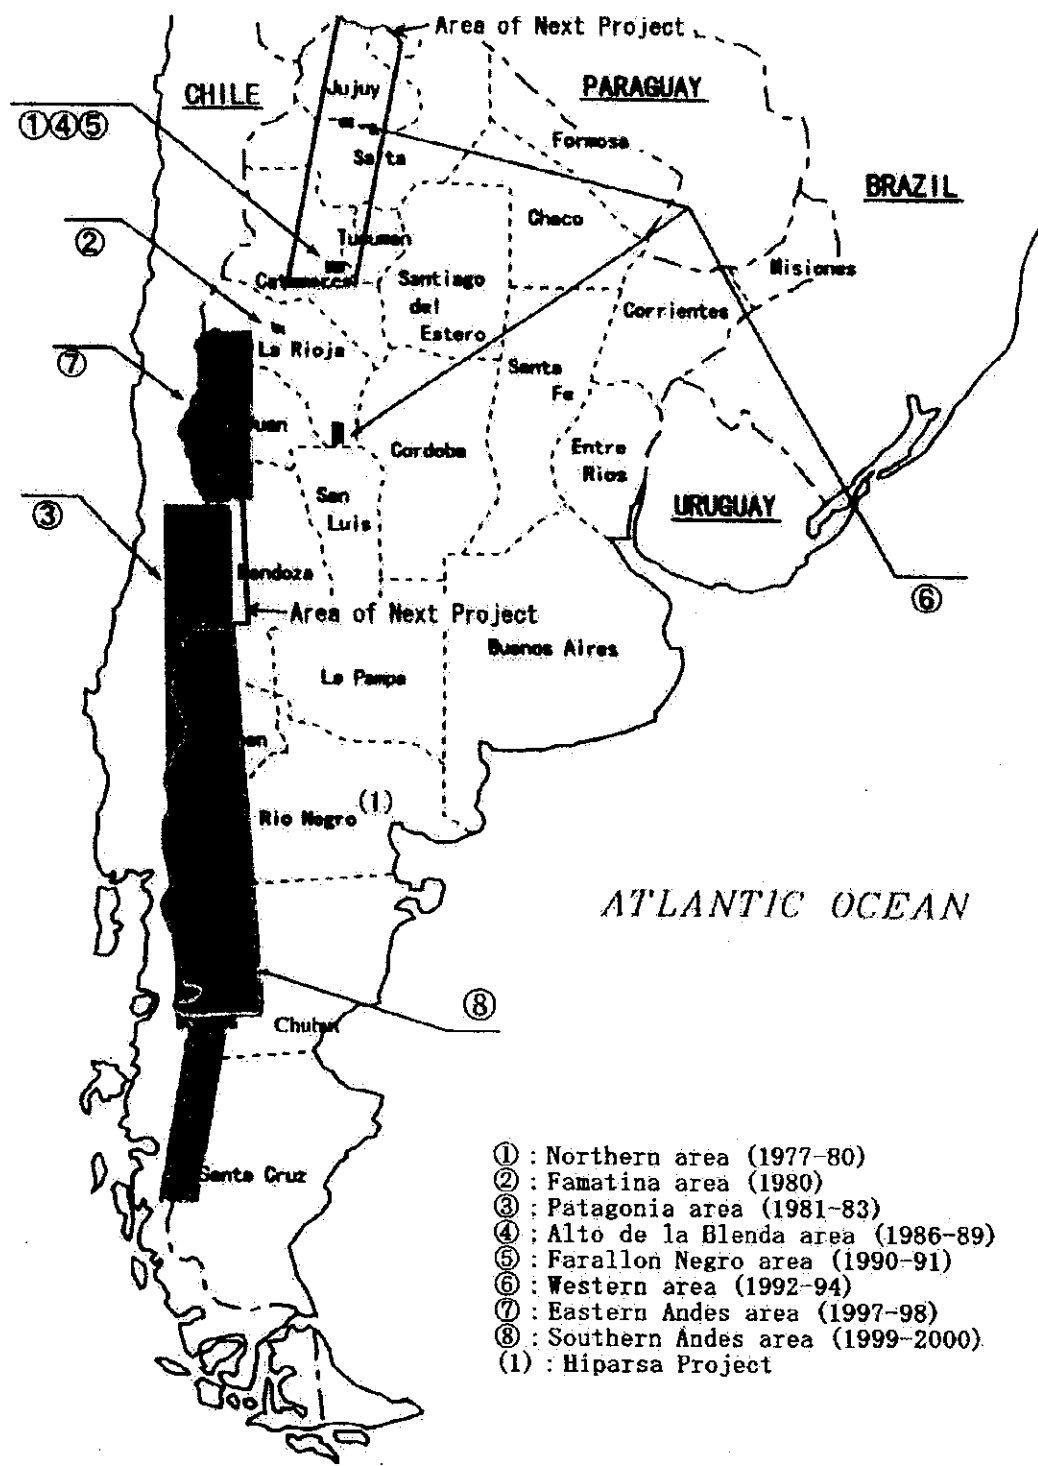 Area of Next Project
CHILE
PARAGUAY
Jujuy
①④⑤
Formosa
Salta
BRAZIL
Chaco
②
Tucuman
Misiones
Catamarca
Santiago
del
Estero
Corrientes
La Rioja
⑦
Santa
Fe
uan
Cordoba
Entre
Rios
③
San
Luis
URUGUAY
Mendoza
⑥
Area of Next Project
Buenos Aires
La Pampa
en
(1)
Rio Negro
ATLANTIC OCEAN
⑧
Chubut
Santa Cruz
① : Northern area (1977-80)
② : Famatina area (1980)
③ : Patagonia area (1981-83)
④ : Alto de la Blenda area (1986-89)
⑤ : Farallon Negro area (1990-91)
⑥ : Western area (1992-94)
⑦ : Eastern Andes area (1997-98)
⑧ : Southern Andes area (1999-2000)
(1) : Hiparsa Project